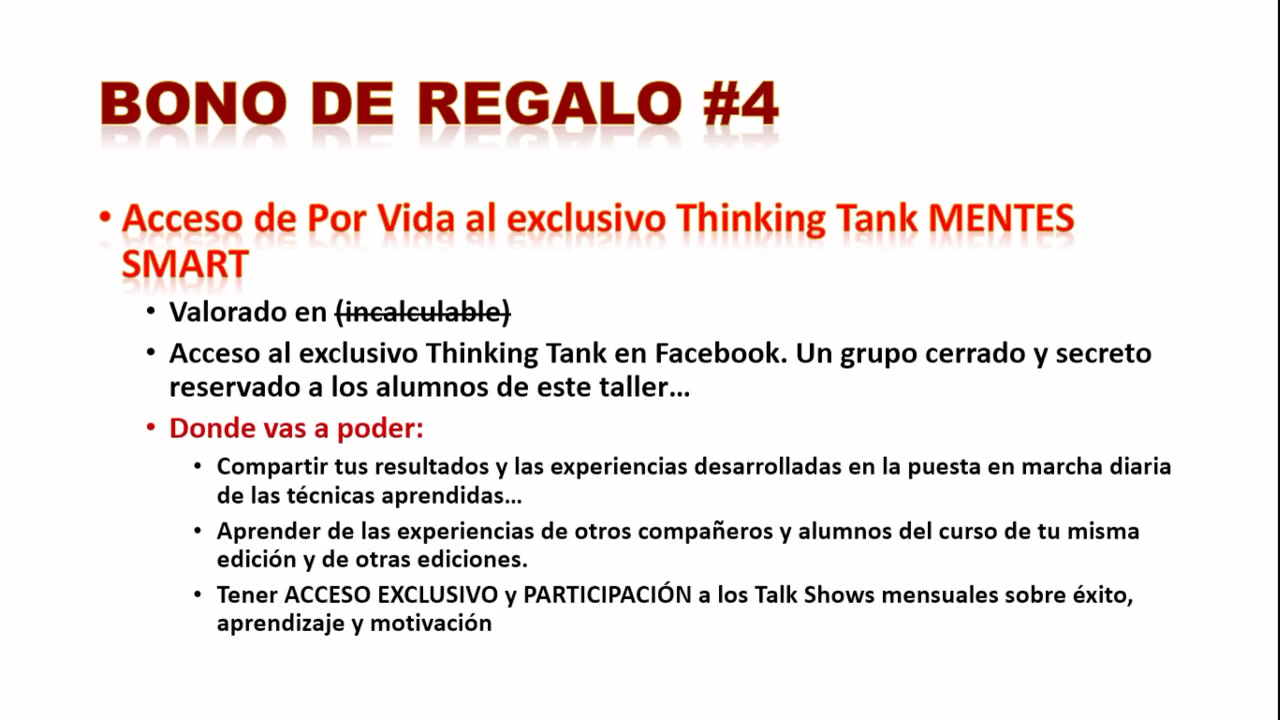 BONO DE REGALO #4
• Acceso de Por Vida al exclusivo Thinking Tank MENTES
SMART
• Valorado en (incalculable)
• Acceso al exclusivo Thinking Tank en Facebook. Un grupo cerrado y secreto
reservado a los alumnos de este taller…
• Donde vas a poder:
• Compartir tus resultados y las experiencias desarrolladas en la puesta en marcha diaria
de las técnicas aprendidas…
• Aprender de las experiencias de otros compañeros y alumnos del curso de tu misma
edición y de otras ediciones.
• Tener ACCESO EXCLUSIVO y PARTICIPACIÓN a los Talk Shows mensuales sobre éxito,
aprendizaje y motivación